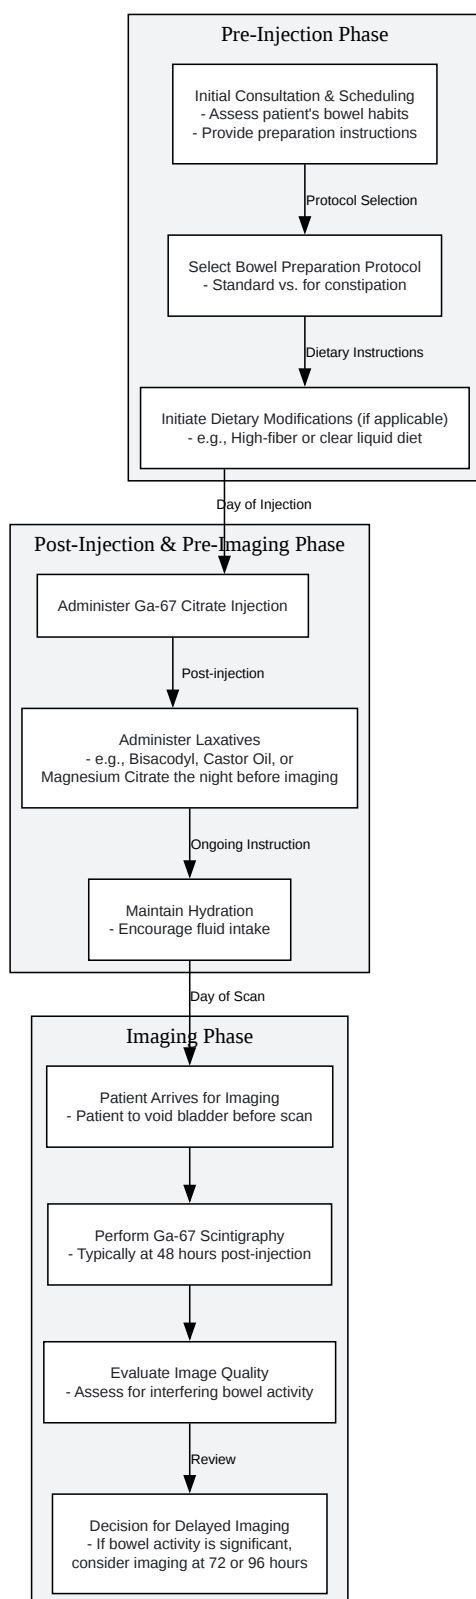 Pre-Injection Phase
Initial Consultation & Scheduling
- Assess patient's bowel habits
- Provide preparation instructions
Protocol Selection
Select Bowel Preparation Protocol
- Standard vs. for constipation
Dietary Instructions
Initiate Dietary Modifications (if applicable)
- e.g., High-fiber or clear liquid diet
Day of Injection
Post-Injection & Pre-Imaging Phase
Administer Ga-67 Citrate Injection
Post-injection
Administer Laxatives
- e.g., Bisacodyl, Castor Oil, or
Magnesium Citrate the night before imaging
Ongoing Instruction
Maintain Hydration
- Encourage fluid intake
Day of Scan
Imaging Phase
Patient Arrives for Imaging
- Patient to void bladder before scan
Perform Ga-67 Scintigraphy
- Typically at 48 hours post-injection
Evaluate Image Quality
- Assess for interfering bowel activity
Review
Decision for Delayed Imaging
- If bowel activity is significant,
consider imaging at 72 or 96 hours